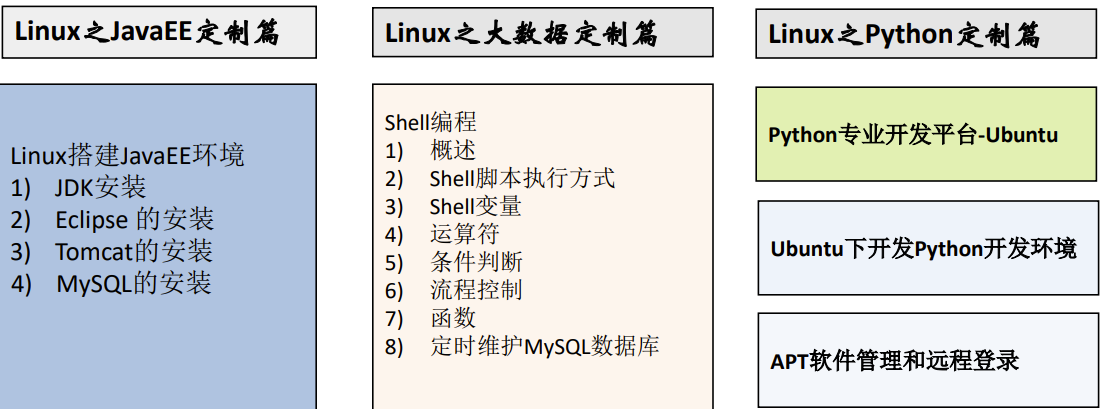 Linux之JavaEE定制篇
Linux搭建JavaEE环境
1) JDK安装
2) Eclipse 的安装
3) Tomcat的安装
4) MySQL的安装
Linux之大数据定制篇
Shell编程
1) 概述
2) Shell脚本执行方式
3) Shell变量
4) 运算符
5) 条件判断
6) 流程控制
7) 函数
8) 定时维护MySQL数据库
Linux之Python定制篇
Python专业开发平台-Ubuntu
Ubuntu下开发Python开发环境
APT软件管理和远程登录